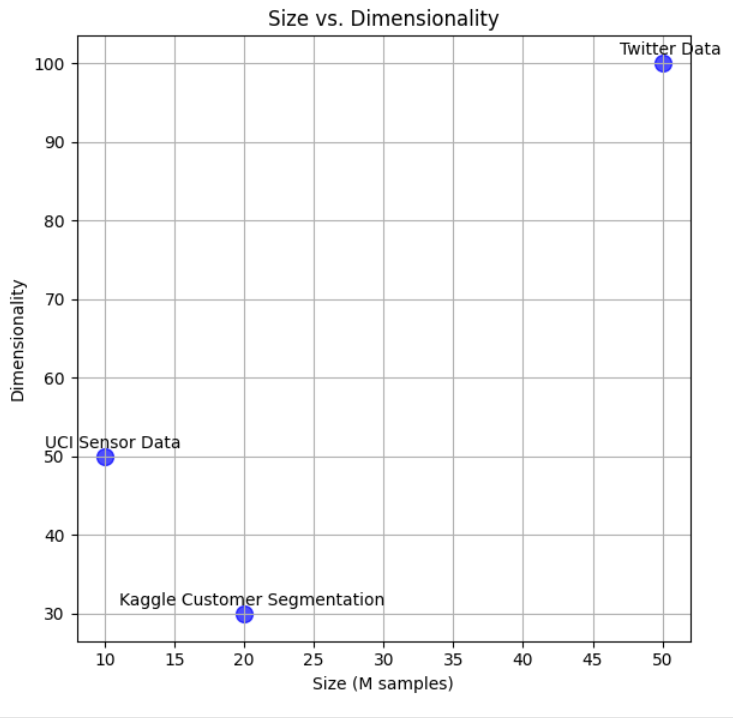 Size vs. Dimensionality
Twitter Data
100
90
80
70
60
UCI Sensor Data
50
40
Kaggle Customer Segmentation
30
Dimensionality
10 15 20 25 30 35 40 45 50
Size (M samples)